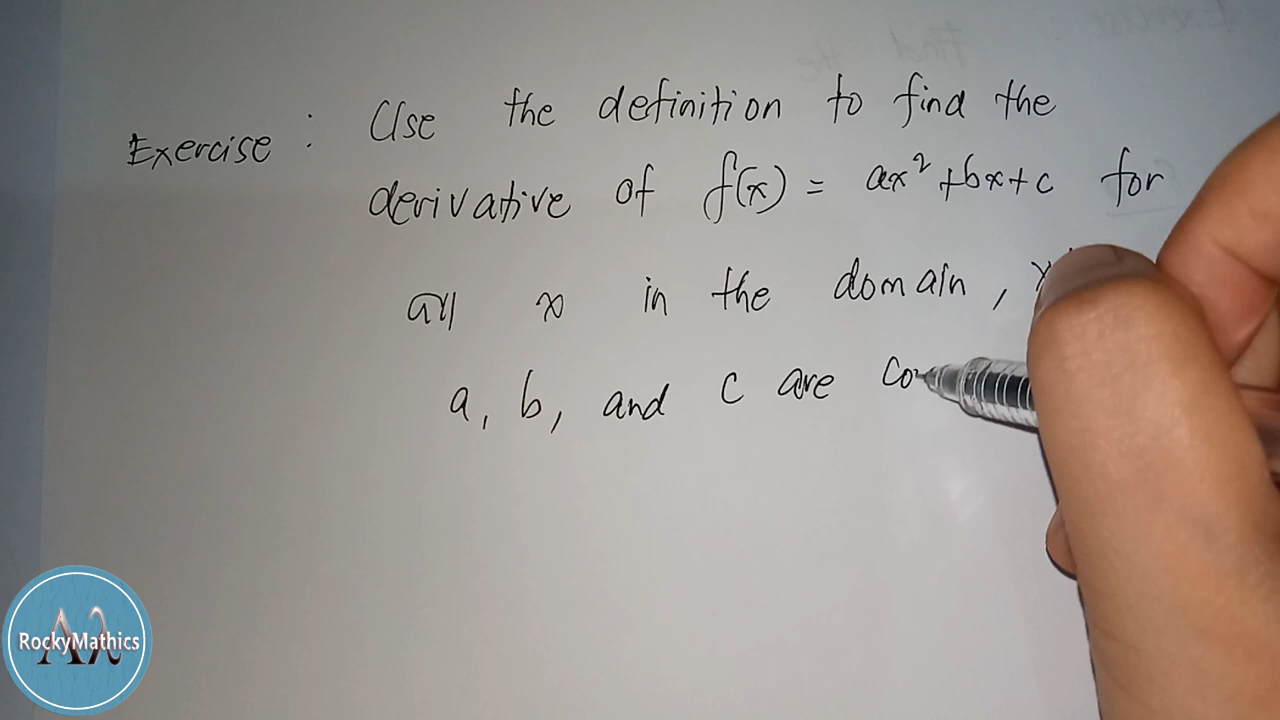 Exercise : Use the definition to find the
derivative of f(x) = ax² + bx + c for
all x in the domain,
a, b, and c are
RockyMathics